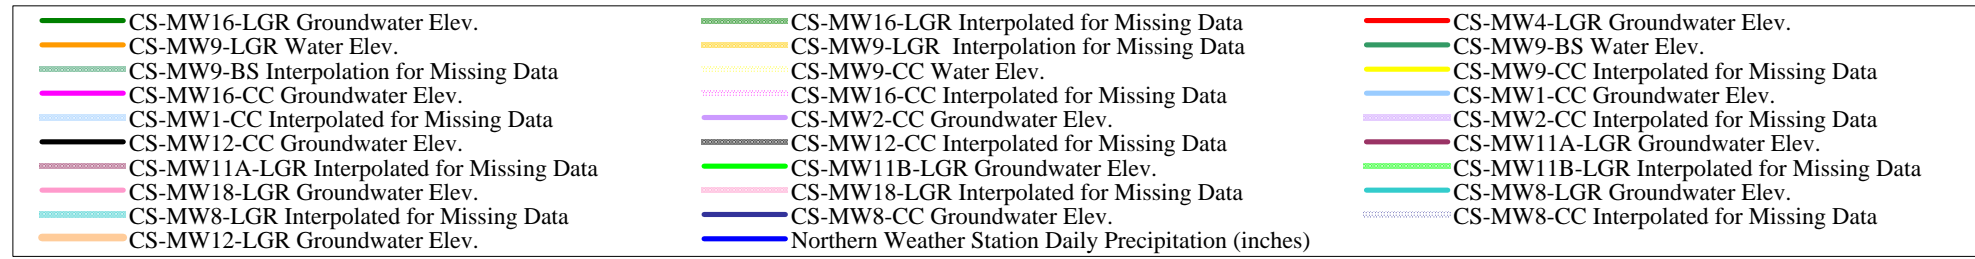 CS-MW16-LGR Groundwater Elev. CS-MW16-LGR Interpolated for Missing Data CS-MW4-LGR Groundwater Elev.
CS-MW9-LGR Water Elev. CS-MW9-LGR  Interpolation for Missing Data CS-MW9-BS Water Elev.
CS-MW9-BS Interpolation for Missing Data CS-MW9-CC Water Elev. CS-MW9-CC Interpolated for Missing Data
CS-MW16-CC Groundwater Elev. CS-MW16-CC Interpolated for Missing Data CS-MW1-CC Groundwater Elev.
CS-MW1-CC Interpolated for Missing Data CS-MW2-CC Groundwater Elev. CS-MW2-CC Interpolated for Missing Data
CS-MW12-CC Groundwater Elev. CS-MW12-CC Interpolated for Missing Data CS-MW11A-LGR Groundwater Elev.
CS-MW11A-LGR Interpolated for Missing Data CS-MW11B-LGR Groundwater Elev. CS-MW11B-LGR Interpolated for Missing Data
CS-MW18-LGR Groundwater Elev. CS-MW18-LGR Interpolated for Missing Data CS-MW8-LGR Groundwater Elev.
CS-MW8-LGR Interpolated for Missing Data CS-MW8-CC Groundwater Elev. CS-MW8-CC Interpolated for Missing Data
CS-MW12-LGR Groundwater Elev. Northern Weather Station Daily Precipitation (inches)